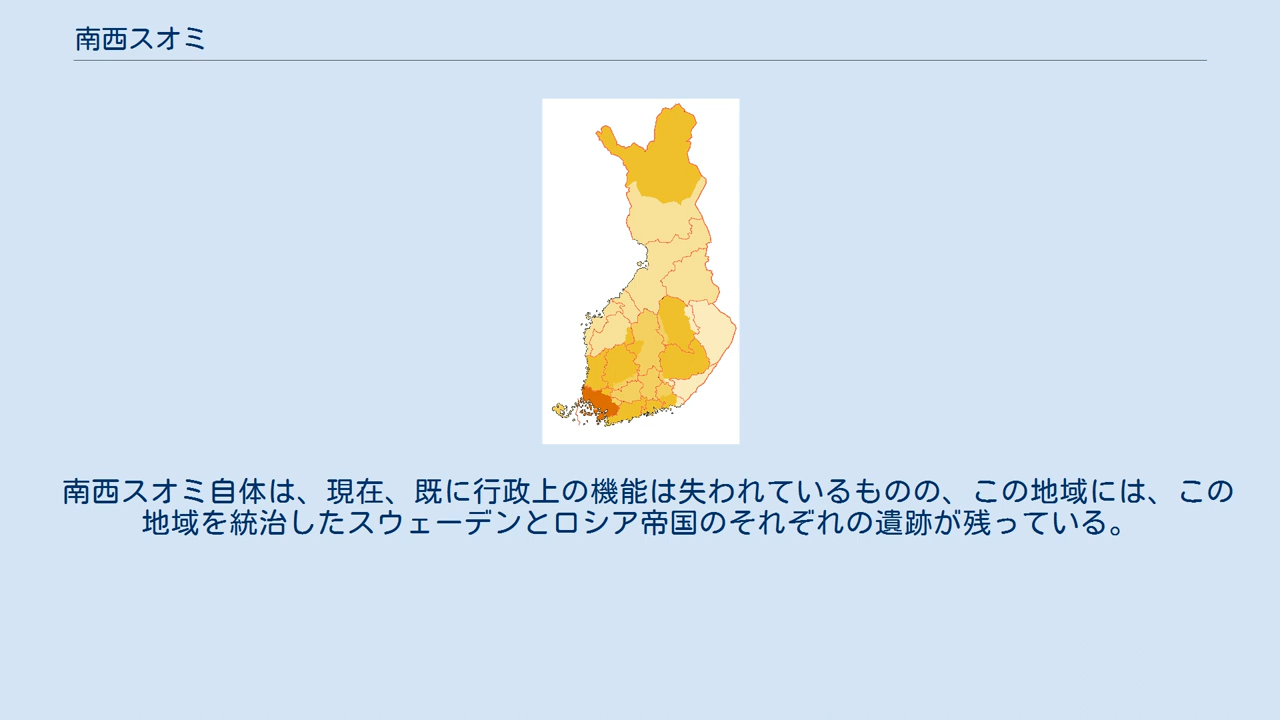 南西スオミ
南西スオミ自体は、現在、既に行政上の機能は失われているものの、この地域には、この
地域を統治したスウェーデンとロシア帝国のそれぞれの遺跡が残っている。